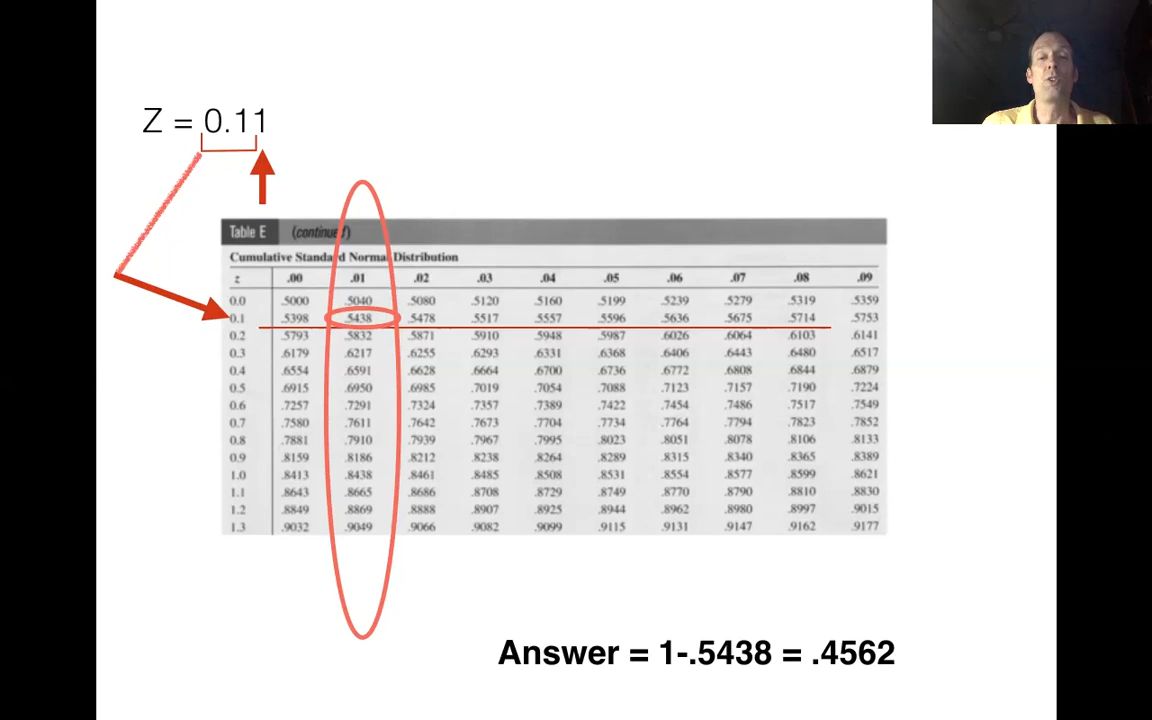 Z = 0.11
Table E (continued)
Cumulative Standard Normal Distribution
z .00 .01 .02 .03 .04 .05 .06 .07 .08 .09
0.0 .5000 .5040 .5080 .5120 .5160 .5199 .5239 .5279 .5319 .5359
0.1 .5398 .5438 .5478 .5517 .5557 .5596 .5636 .5675 .5714 .5753
0.2 .5793 .5832 .5871 .5910 .5948 .5987 .6026 .6064 .6103 .6141
0.3 .6179 .6217 .6255 .6293 .6331 .6368 .6406 .6443 .6480 .6517
0.4 .6554 .6591 .6628 .6664 .6700 .6736 .6772 .6808 .6844 .6879
0.5 .6915 .6950 .6985 .7019 .7054 .7088 .7123 .7157 .7190 .7224
0.6 .7257 .7291 .7324 .7357 .7389 .7422 .7454 .7486 .7517 .7549
0.7 .7580 .7611 .7642 .7673 .7704 .7734 .7764 .7794 .7823 .7852
0.8 .7881 .7910 .7939 .7967 .7995 .8023 .8051 .8078 .8106 .8133
0.9 .8159 .8186 .8212 .8238 .8264 .8289 .8315 .8340 .8365 .8389
1.0 .8413 .8438 .8461 .8485 .8508 .8531 .8554 .8577 .8599 .8621
1.1 .8643 .8665 .8686 .8708 .8729 .8749 .8770 .8790 .8810 .8830
1.2 .8849 .8869 .8888 .8907 .8925 .8944 .8962 .8980 .8997 .9015
1.3 .9032 .9049 .9066 .9082 .9099 .9115 .9131 .9147 .9162 .9177
Answer = 1-.5438 = .4562